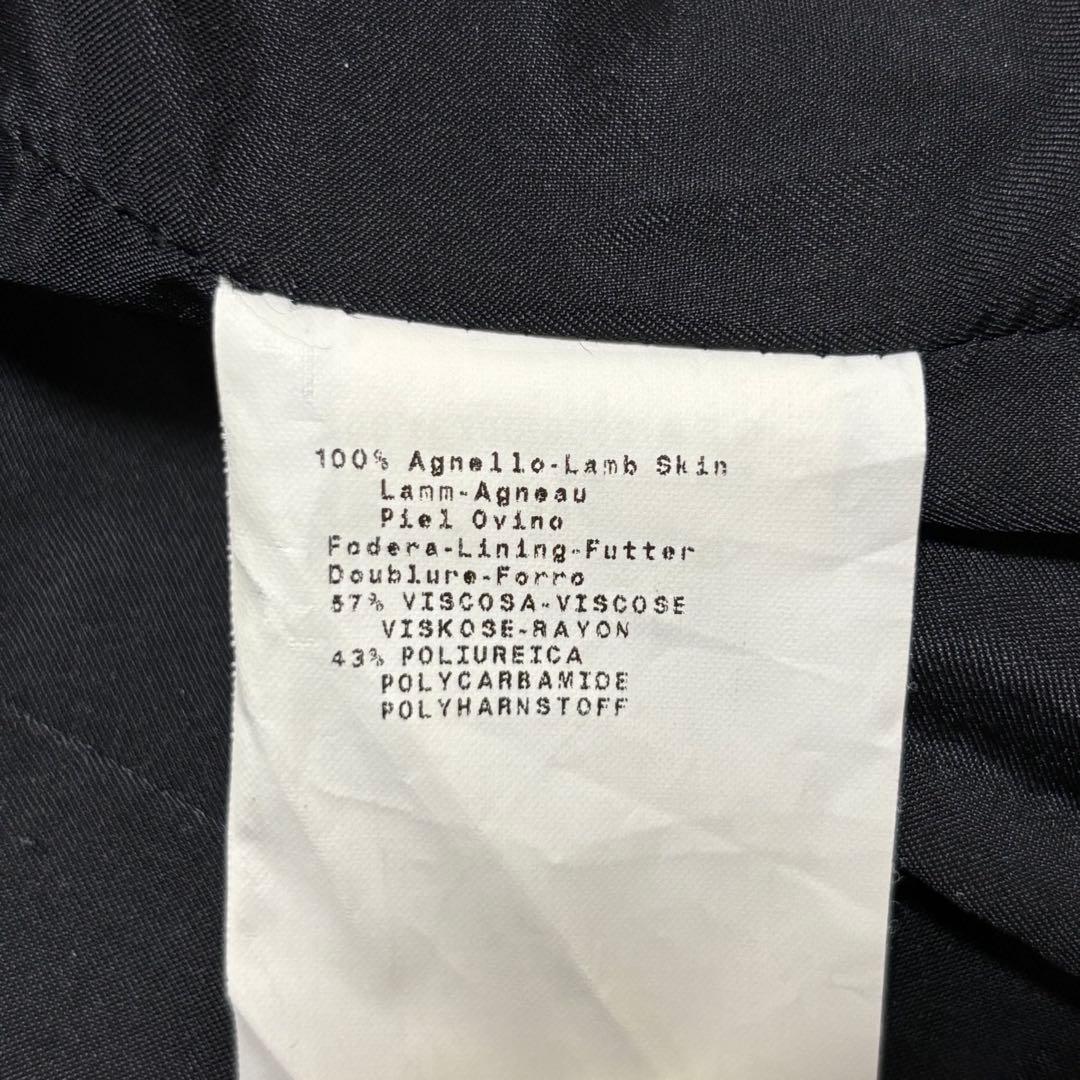 100% Agnello-Lamb Skin
Lamm-Agneau
Piel Ovino
Fodera-Lining-Futter
Doublure-Forro
57% VISCOSA-VISCOSE
VISKOSE-RAYON
43% POLIUREICA
POLYCARBAMIDE
POLYHARNSTOFF